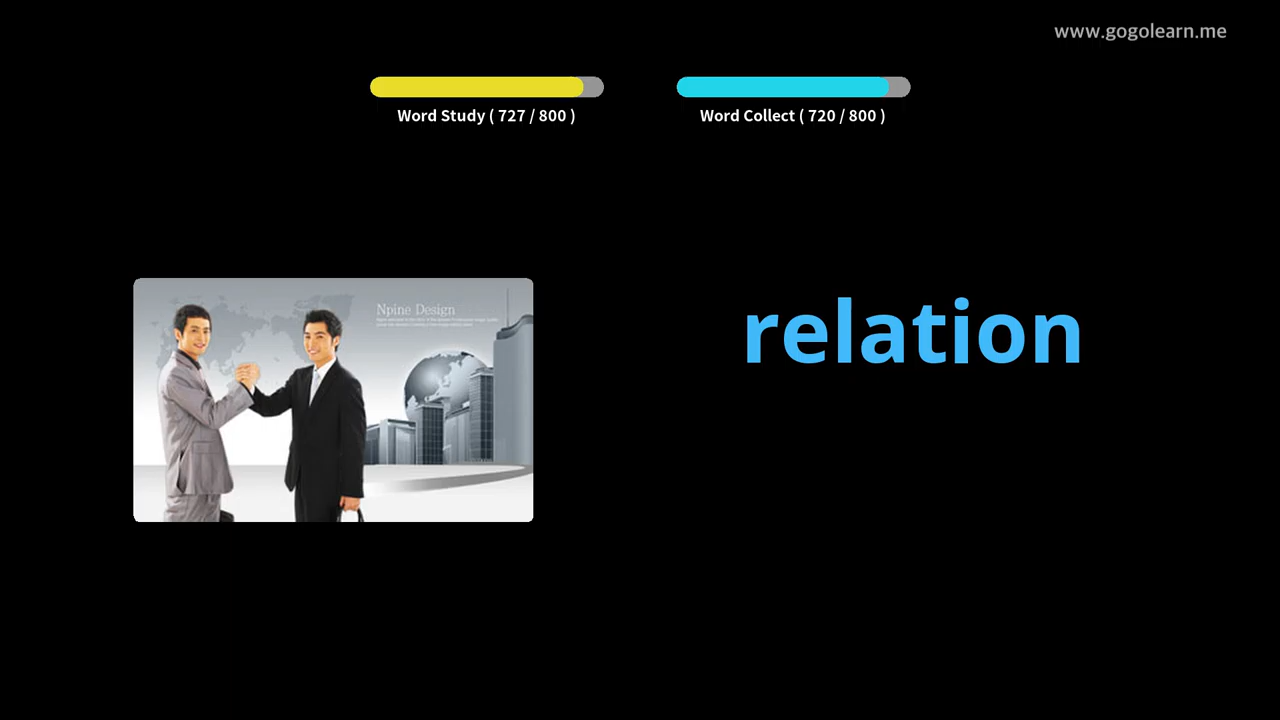 www.gogolearn.me
Word Study ( 727 / 800 )
Word Collect ( 720 / 800 )
Npine Design
relation